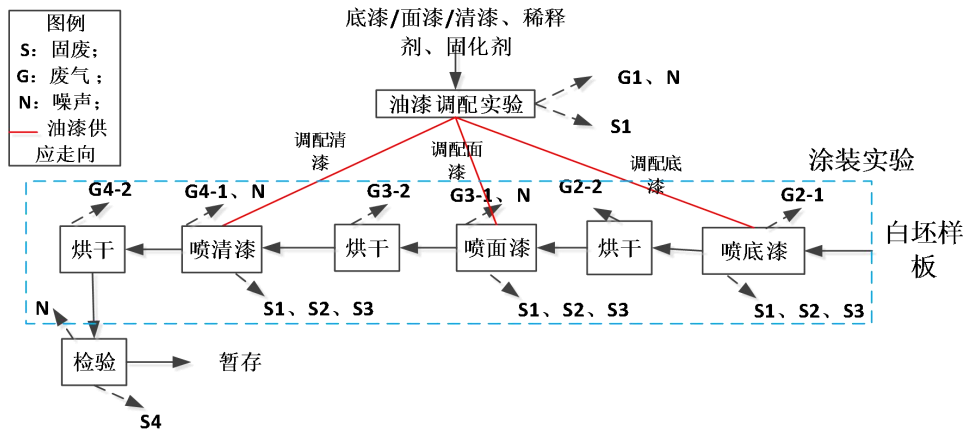 图例
S：固废；
G：废气；
N：噪声；
油漆供
应走向
底漆/面漆/清漆、稀释
剂、固化剂
油漆调配实验
G1、N
S1
调配清
漆
调配面
漆
调配底
漆
涂装实验
G4-2
G4-1、N
G3-2
G3-1、N
G2-2
G2-1
烘干
喷清漆
烘干
喷面漆
烘干
喷底漆
白坯样
板
S1、S2、S3
S1、S2、S3
S1、S2、S3
N
检验
暂存
S4